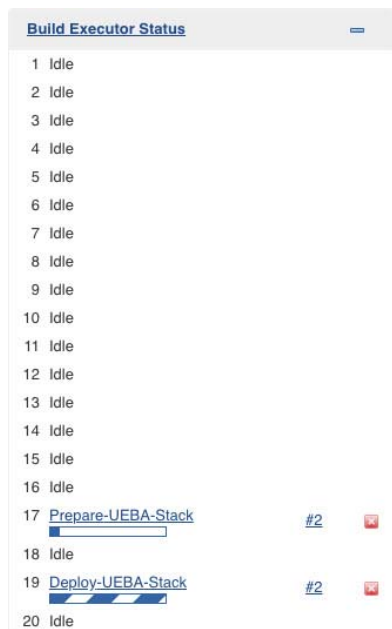 Build Executor Status
1 Idle
2 Idle
3 Idle
4 Idle
5 Idle
6 Idle
7 Idle
8 Idle
9 Idle
10 Idle
11 Idle
12 Idle
13 Idle
14 Idle
15 Idle
16 Idle
17 Prepare-UEBA-Stack #2
18 Idle
19 Deploy-UEBA-Stack #2
20 Idle